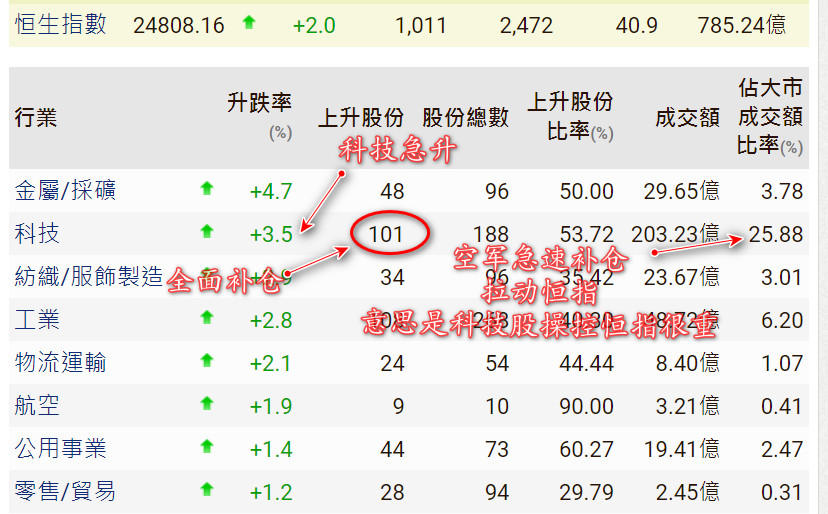 恒生指數 24808.16 +2.0 1,011 2,472 40.9 785.24億
行業 升跌率(%) 上升股份 股份總數 上升股份比率(%) 成交額 佔大市成交額比率(%)
科技急升
金屬/採礦 +4.7 48 96 50.00 29.65億 3.78
科技 +3.5 101 188 53.72 203.23億 25.88
空军急速补仓
拉动恒指
意思是科技股操控恒指很重
全面补仓
紡織/服飾製造 34 96 35.42 23.67億 3.01
工業 +2.8 40.30 48.72億 6.20
物流運輸 +2.1 24 54 44.44 8.40億 1.07
航空 +1.9 9 10 90.00 3.21億 0.41
公用事業 +1.4 44 73 60.27 19.41億 2.47
零售/貿易 +1.2 28 94 29.79 2.45億 0.31